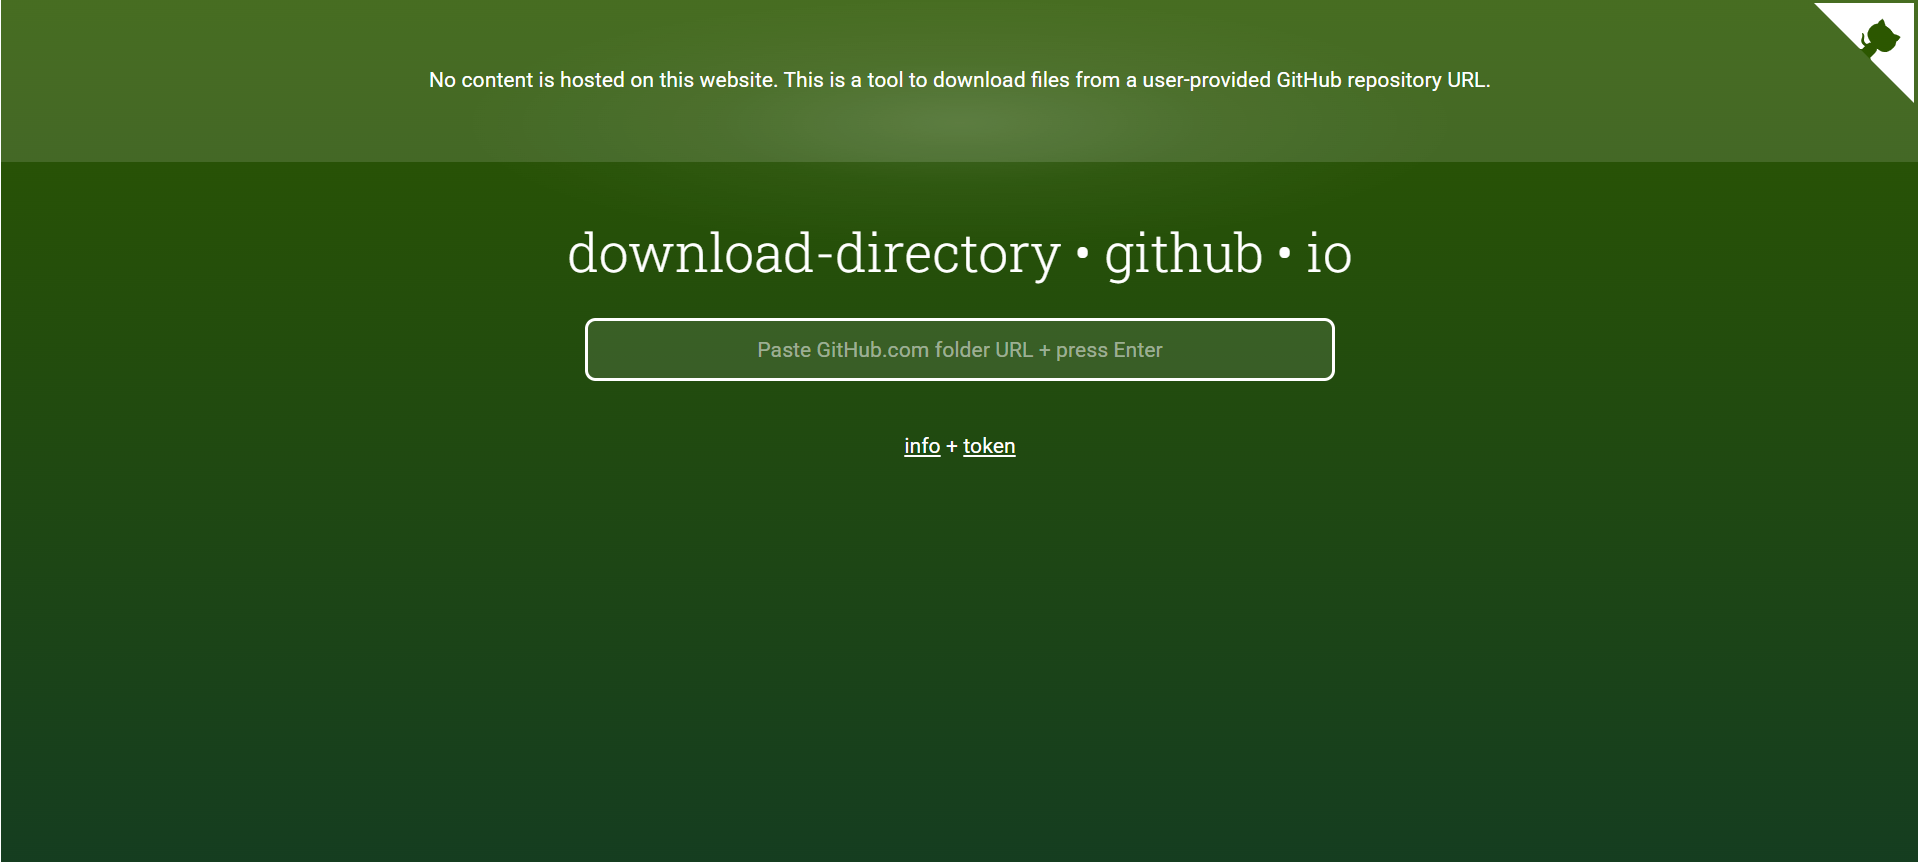 No content is hosted on this website. This is a tool to download files from a user-provided GitHub repository URL.
download-directory • github • io
Paste GitHub.com folder URL + press Enter
info + token